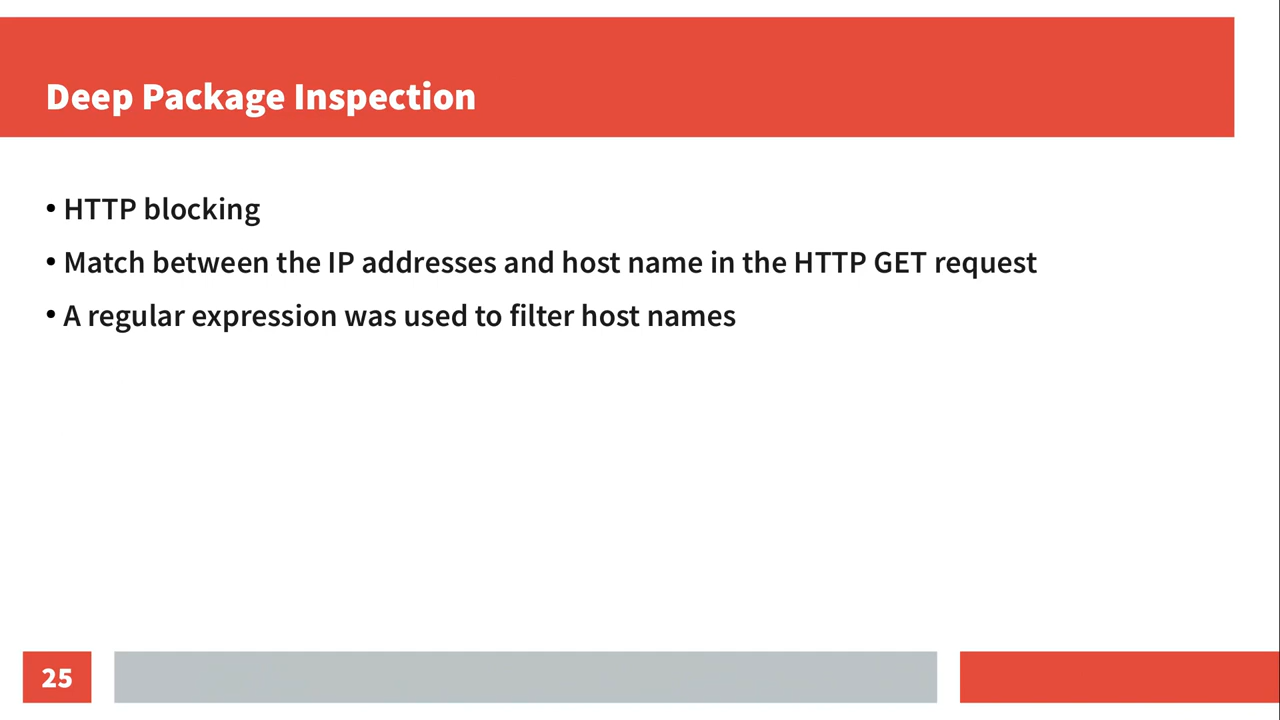 Deep Package Inspection
• HTTP blocking
• Match between the IP addresses and host name in the HTTP GET request
• A regular expression was used to filter host names
25